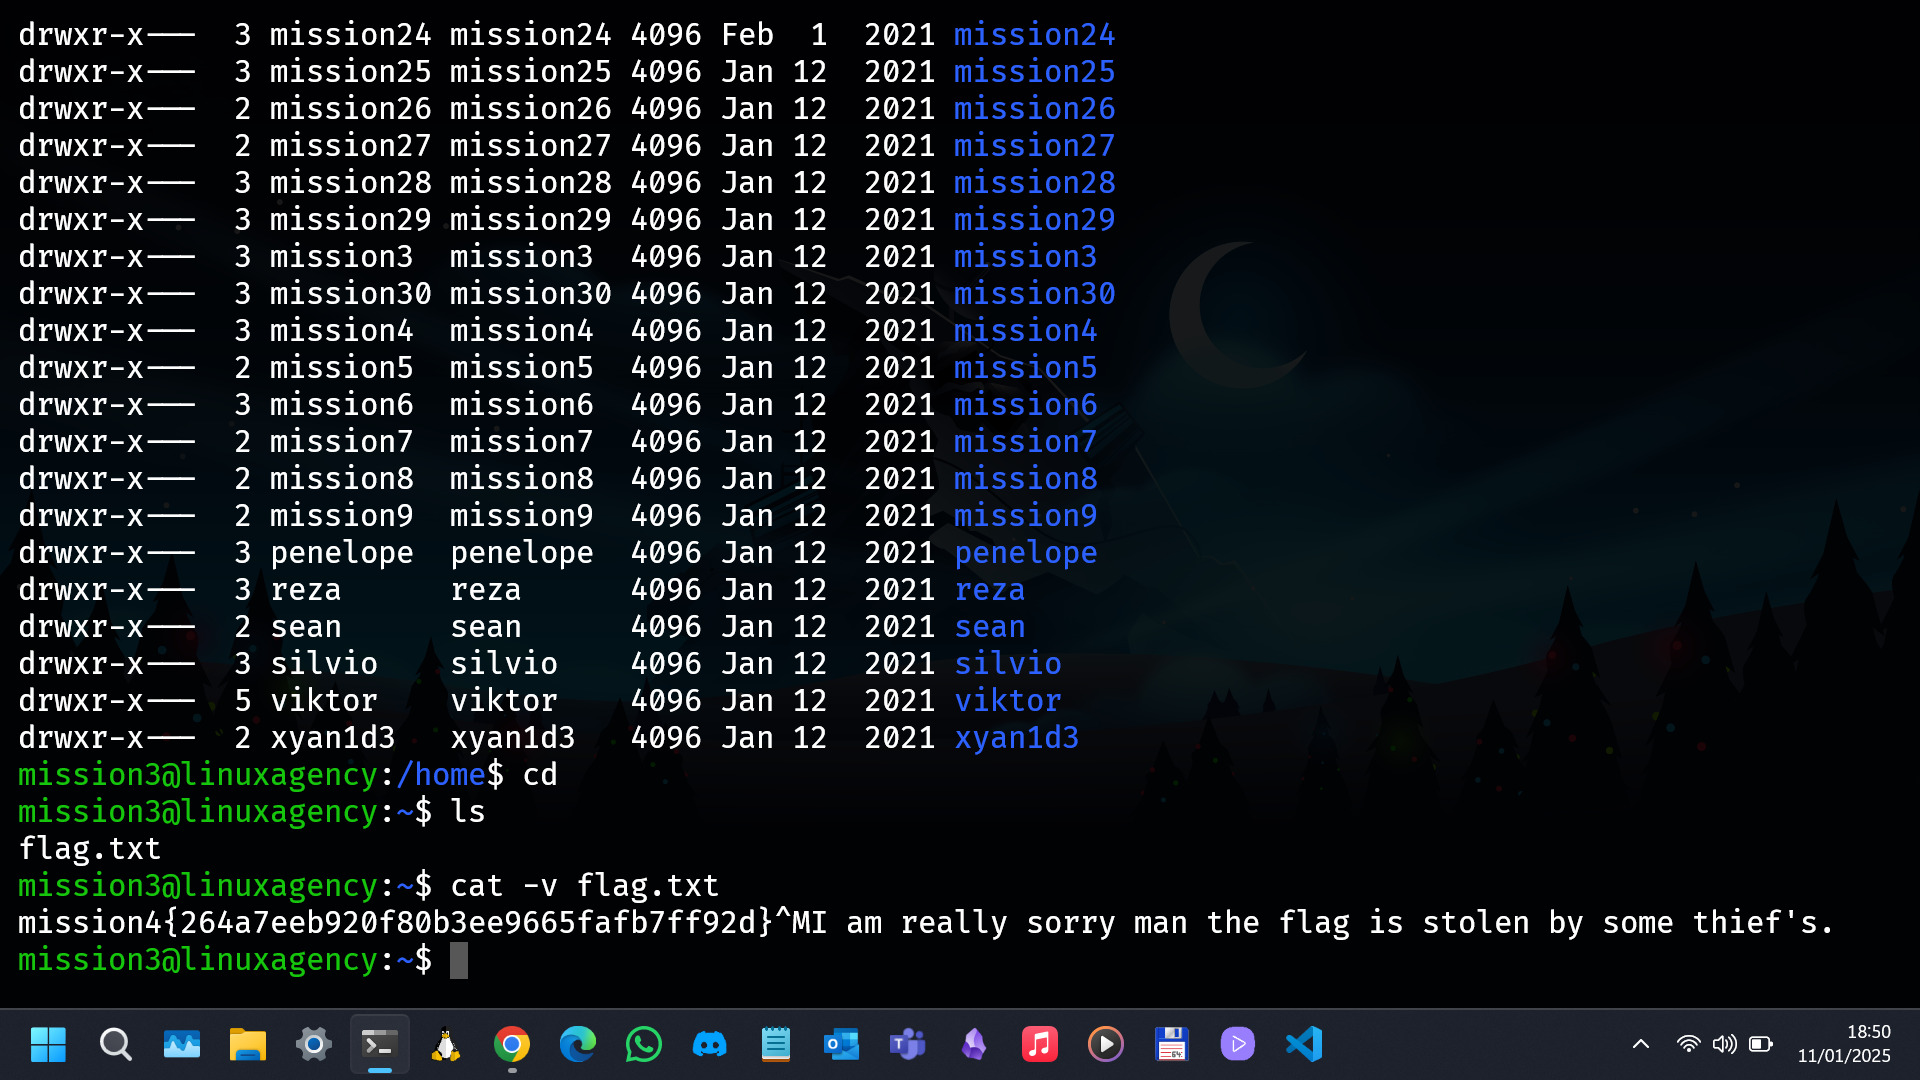 drwxr-x--- 3 mission24 mission24 4096 Feb 1 2021 mission24
drwxr-x--- 3 mission25 mission25 4096 Jan 12 2021 mission25
drwxr-x--- 2 mission26 mission26 4096 Jan 12 2021 mission26
drwxr-x--- 2 mission27 mission27 4096 Jan 12 2021 mission27
drwxr-x--- 3 mission28 mission28 4096 Jan 12 2021 mission28
drwxr-x--- 3 mission29 mission29 4096 Jan 12 2021 mission29
drwxr-x--- 3 mission3 mission3 4096 Jan 12 2021 mission3
drwxr-x--- 3 mission30 mission30 4096 Jan 12 2021 mission30
drwxr-x--- 3 mission4 mission4 4096 Jan 12 2021 mission4
drwxr-x--- 2 mission5 mission5 4096 Jan 12 2021 mission5
drwxr-x--- 3 mission6 mission6 4096 Jan 12 2021 mission6
drwxr-x--- 2 mission7 mission7 4096 Jan 12 2021 mission7
drwxr-x--- 2 mission8 mission8 4096 Jan 12 2021 mission8
drwxr-x--- 2 mission9 mission9 4096 Jan 12 2021 mission9
drwxr-x--- 3 penelope penelope 4096 Jan 12 2021 penelope
drwxr-x--- 3 reza reza 4096 Jan 12 2021 reza
drwxr-x--- 2 sean sean 4096 Jan 12 2021 sean
drwxr-x--- 3 silvio silvio 4096 Jan 12 2021 silvio
drwxr-x--- 5 viktor viktor 4096 Jan 12 2021 viktor
drwxr-x--- 2 xyan1d3 xyan1d3 4096 Jan 12 2021 xyan1d3
mission3@linuxagency:/home$ cd
mission3@linuxagency:~$ ls
flag.txt
mission3@linuxagency:~$ cat -v flag.txt
mission4{264a7eeb920f80b3ee9665fafb7ff92d}^MI am really sorry man the flag is stolen by some thief's.
mission3@linuxagency:~$
18:50
11/01/2025